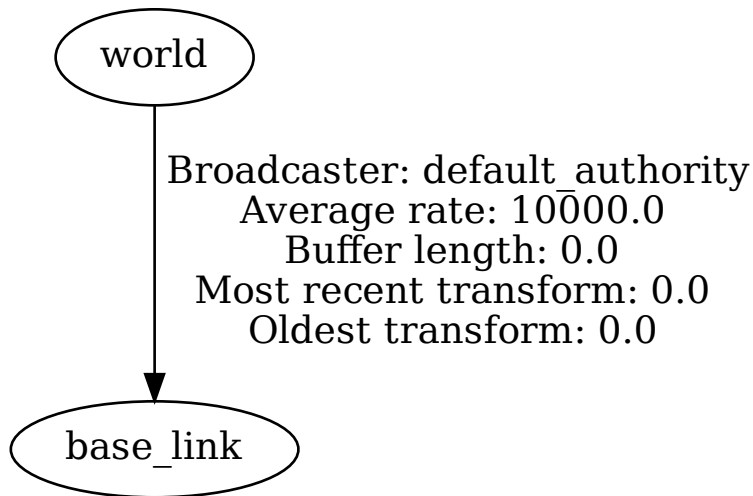 world
Broadcaster: default_authority
Average rate: 10000.0
Buffer length: 0.0
Most recent transform: 0.0
Oldest transform: 0.0
base_link